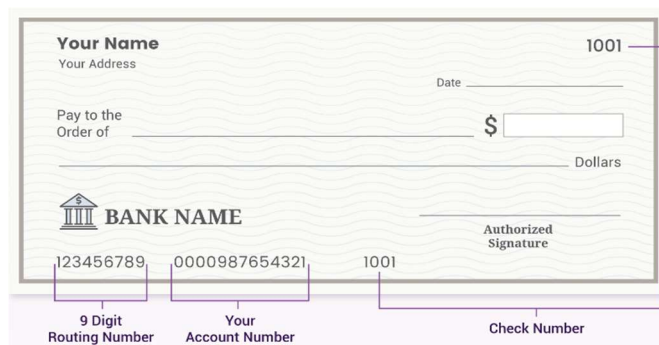 Your Name
1001
Your Address
Date
Pay to the
Order of
$
Dollars
$
BANK NAME
Authorized
Signature
123456789 0000987654321 1001
9 Digit
Routing Number
Your
Account Number
Check Number